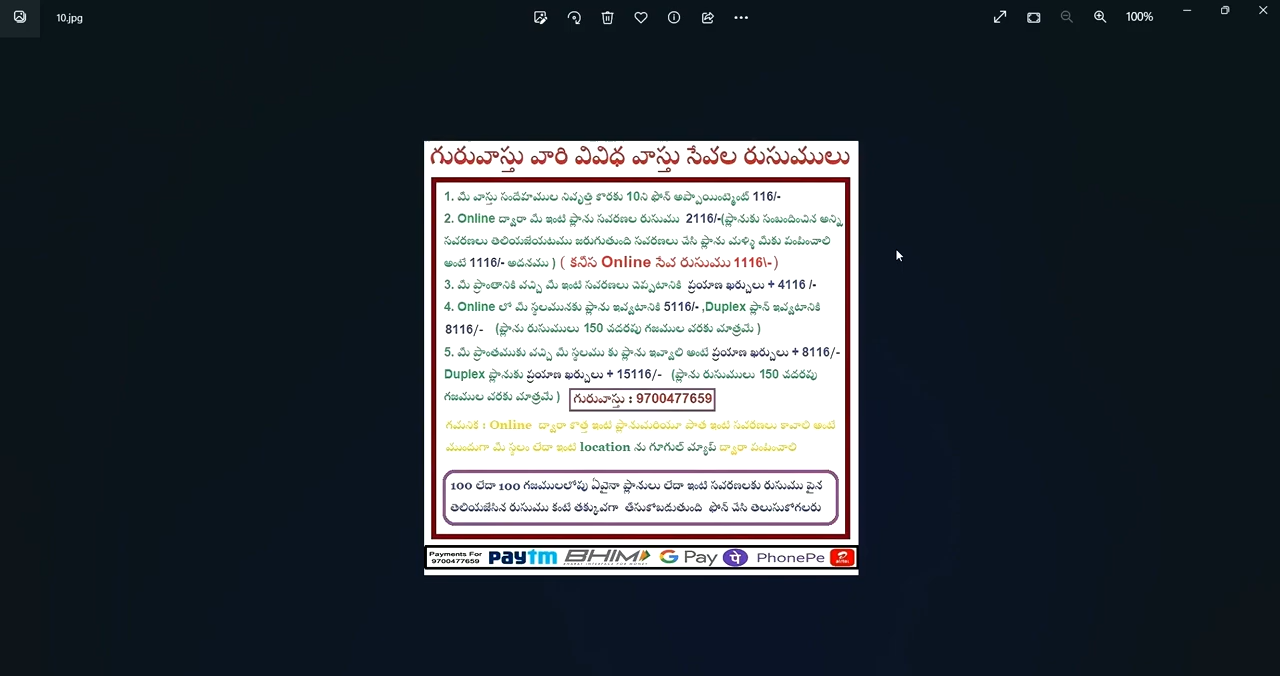 10.jpg
100%
గురువాస్తు వారి వివిధ వాస్తు సేవల రుసుములు
1. మీ వాస్తు సందేహముల నివృత్తి కొరకు 10ని ఫోన్ అప్పాయింట్మెంట్ 116/-
2. Online ద్వారా మీ ఇంటి ప్లాను సవరణల రుసుము 2116/-(ప్లానుకు సంబందించిన అన్ని
సవరణలు తెలియజేయటము జరుగుతుంది సవరణలు చేసి ప్లాను మళ్ళి మీకు పంపించాలి
అంటే 1116/- అదనము ) ( కనీస Online సేవ రుసుము 1116\- )
3. మీ ప్రాంతానికి వచ్చి మీ ఇంటి సవరణలు చెప్పటానికి ప్రయాణ ఖర్చులు + 4116 /-
4. Online లో మీ స్థలమునకు ప్లాను ఇవ్వటానికి 5116/- ,Duplex ప్లాన్ ఇవ్వటానికి
8116/- (ప్లాను రుసుములు 150 చదరపు గజముల వరకు మాత్రమే )
5. మీ ప్రాంతముకు వచ్చి మీ స్థలము కు ప్లాను ఇవ్వాలి అంటే ప్రయాణ ఖర్చులు + 8116/-
Duplex ప్లానుకు ప్రయాణ ఖర్చులు + 15116/- (ప్లాను రుసుములు 150 చదరపు
గజముల వరకు మాత్రమే ) గురువాస్తు : 9700477659
గమనిక : Online ద్వారా కొత్త ఇంటి ప్లానుమరియూ పాత ఇంటి సవరణలు కావాలి అంటే
ముందుగా మీ స్థలం లేదా ఇంటి location ను గూగుల్ మ్యాప్ ద్వారా పంపించాలి
100 లేదా 100 గజములలోపు ఏవైనా ప్లానులు లేదా ఇంటి సవరణలకు రుసుము పైన
తెలియజేసిన రుసుము కంటే తక్కువగా తీసుకోబడుతుంది ఫోన్ చేసి తెలుసుకోగలరు
Payments For
9700477659
paytm BHIM G Pay PhonePe airtel